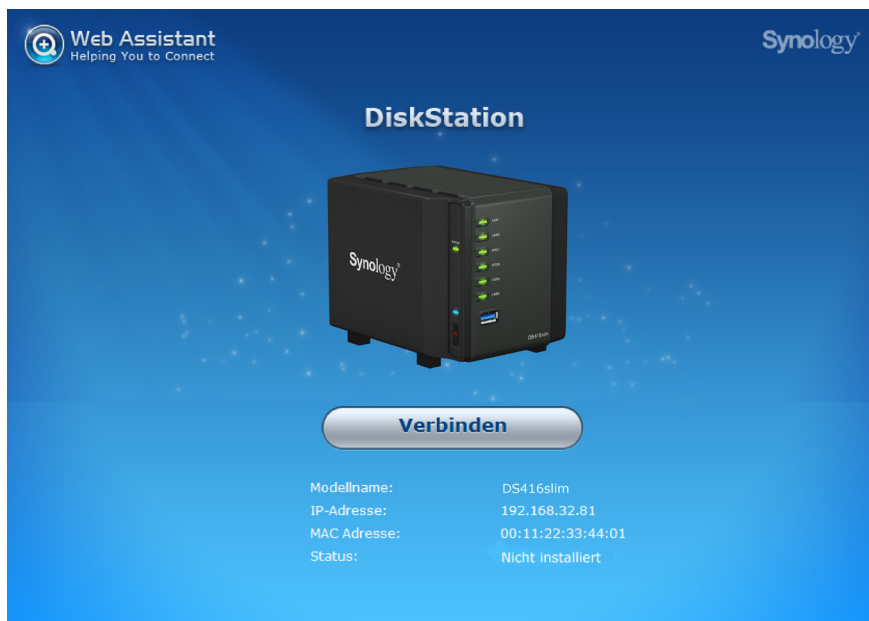 Web Assistant
Helping You to Connect
Synology
DiskStation
Synology
DS416slim
Verbinden
Modellname: DS416slim
IP-Adresse: 192.168.32.81
MAC Adresse: 00:11:22:33:44:01
Status: Nicht installiert